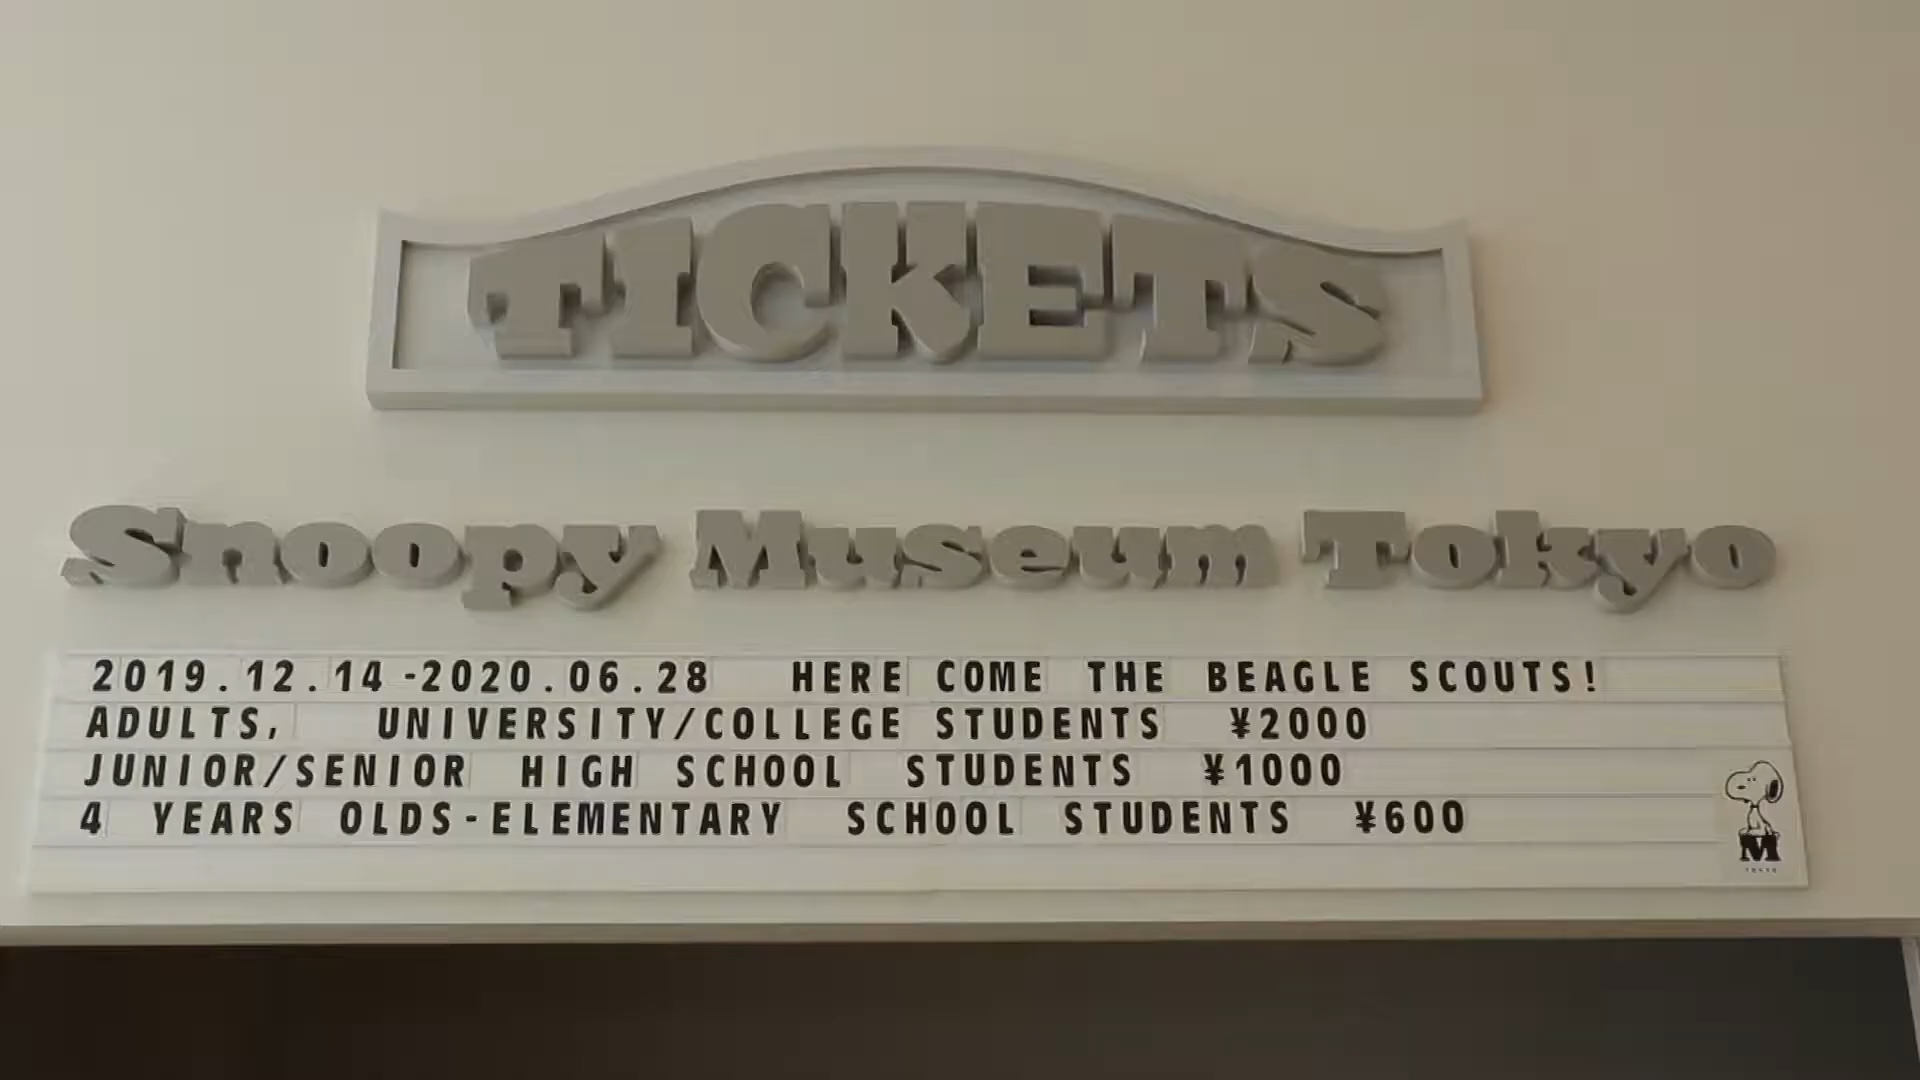 TICKETS
Snoopy Museum Tokyo
2019.12.14-2020.06.28 HERE COME THE BEAGLE SCOUTS!
ADULTS, UNIVERSITY/COLLEGE STUDENTS ¥2000
JUNIOR/SENIOR HIGH SCHOOL STUDENTS ¥1000
4 YEARS OLDS-ELEMENTARY SCHOOL STUDENTS ¥600
M
TOKYO